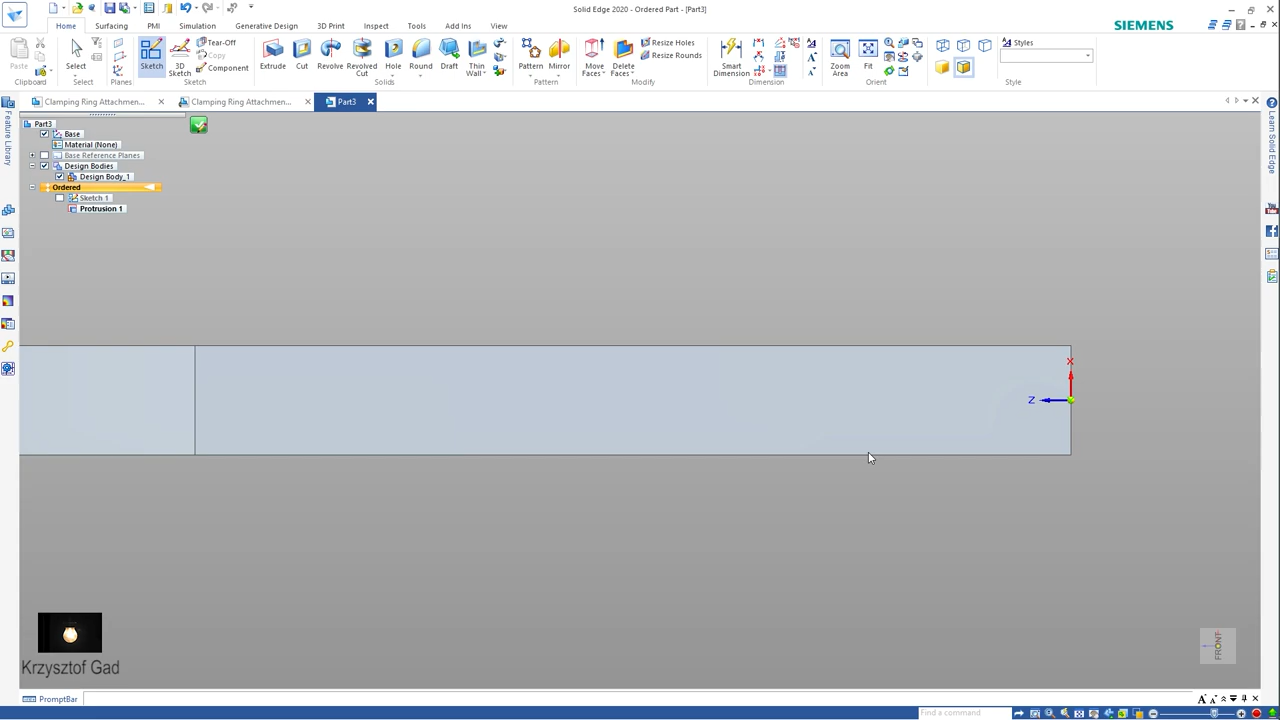 Solid Edge 2020 - Ordered Part - [Part3]
Home Surfacing PMI Simulation Generative Design 3D Print Inspect Tools Add Ins View
SIEMENS
Paste
Clipboard
Select
Select
Planes
Sketch
3D Sketch
Tear-Off
Copy
Component
Sketch
Extrude Cut Revolve Revolved Cut Hole Round Draft Thin Wall
Solids
Pattern Mirror
Pattern
Move Faces Delete Faces
Resize Holes
Resize Rounds
Modify
Smart Dimension
Dimension
Zoom Area Fit
Orient
Styles
Style
Clamping Ring Attachmen... Clamping Ring Attachmen... Part3
Feature Library
Learn Solid Edge
Part3
Base
Material (None)
Base Reference Planes
Design Bodies
Design Body_1
Ordered
Sketch 1
Protrusion 1
X
Z
FRONT
You Tube
Krzysztof Gad
PromptBar
Find a command